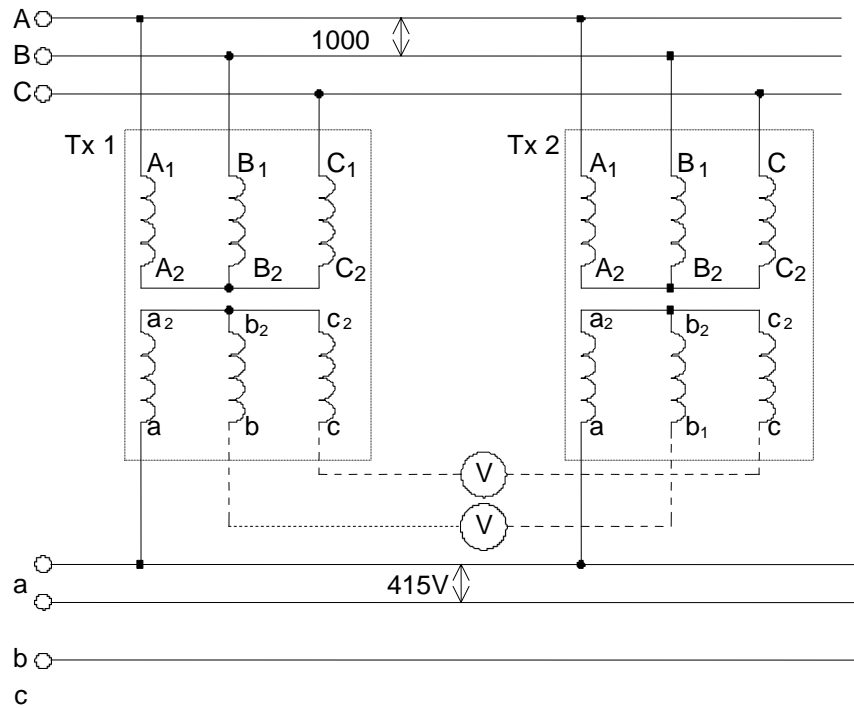 A
1000
B
C
Tx 1
Tx 2
A1 B1 C1
A1 B1 C
A2 B2 C2
A2 B2 C2
a2 b2 c2
a2 b2 c2
a b c
a b1 c
V
V
415V
a
b
c